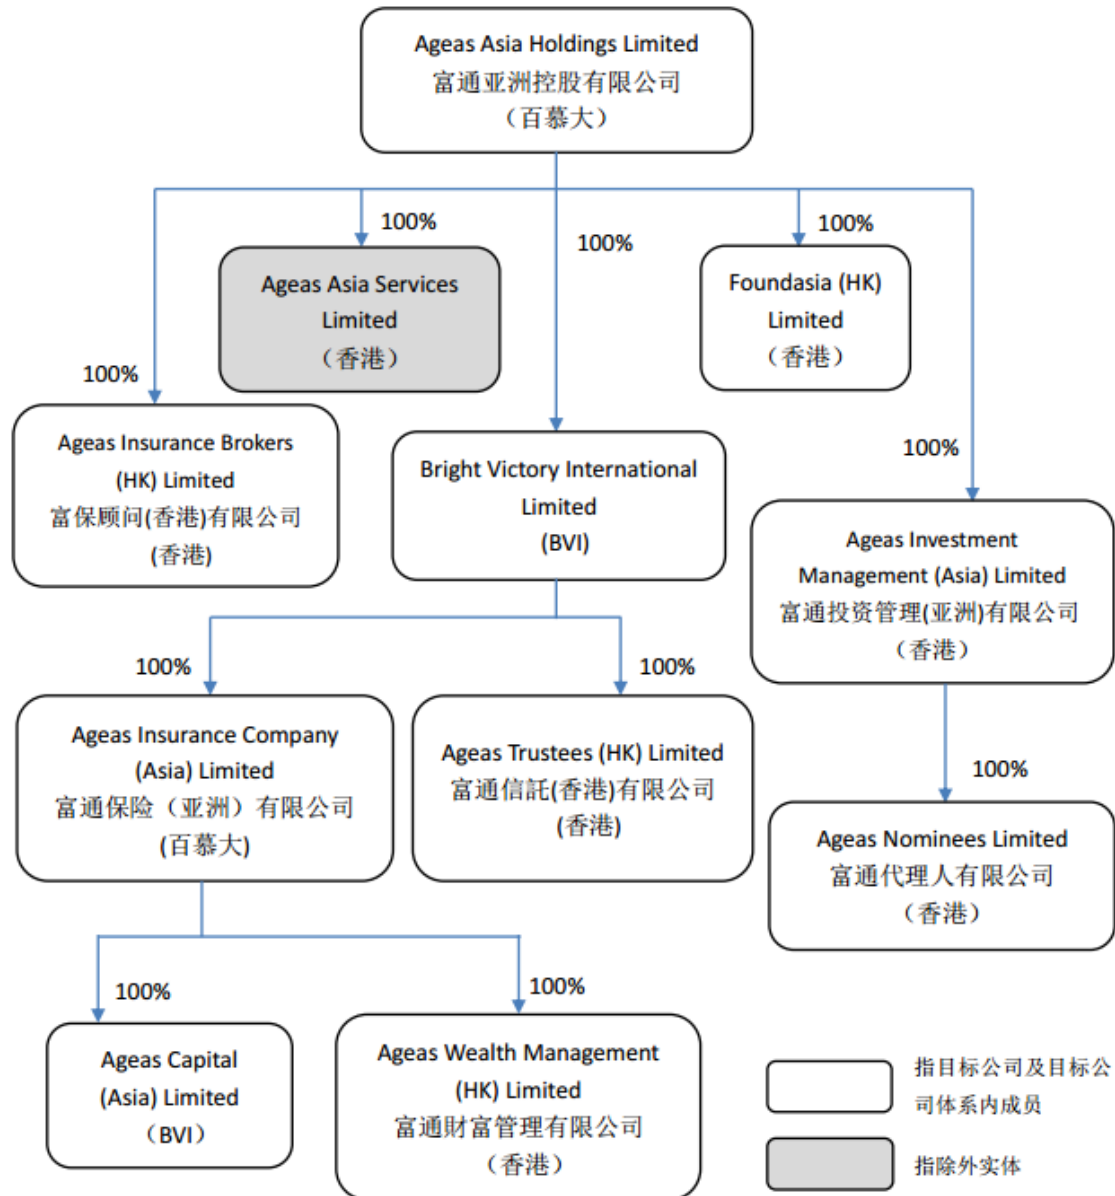 Ageas Asia Holdings Limited
富通亚洲控股有限公司
（百慕大）
100%
100%
100%
Ageas Asia Services
Limited
（香港）
Foundasia (HK)
Limited
（香港）
100%
100%
Ageas Insurance Brokers
(HK) Limited
富保顾问(香港)有限公司
(香港)
Bright Victory International
Limited
(BVI)
Ageas Investment
Management (Asia) Limited
富通投资管理(亚洲)有限公司
（香港）
100%
100%
Ageas Insurance Company
(Asia) Limited
富通保险（亚洲）有限公司
(百慕大)
Ageas Trustees (HK) Limited
富通信託(香港)有限公司
(香港)
100%
Ageas Nominees Limited
富通代理人有限公司
（香港）
100%
100%
Ageas Capital
(Asia) Limited
（BVI）
Ageas Wealth Management
(HK) Limited
富通財富管理有限公司
（香港）
指目标公司及目标公
司体系内成员
指除外实体